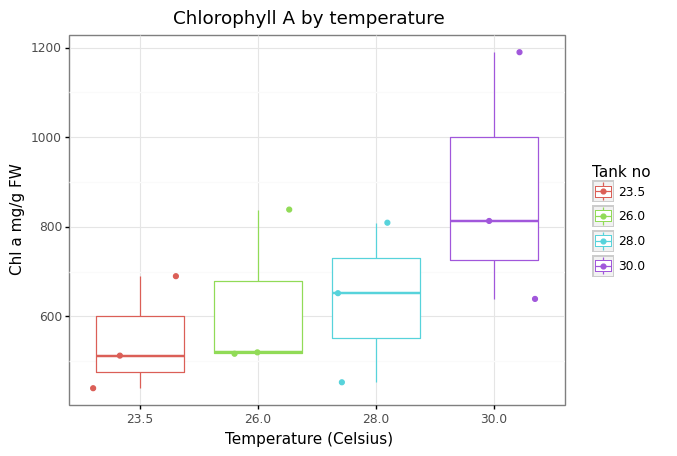 Chlorophyll A by temperature
1200
1000
800
600
Chl a mg/g FW
23.5 26.0 28.0 30.0
Temperature (Celsius)
Tank no
23.5
26.0
28.0
30.0